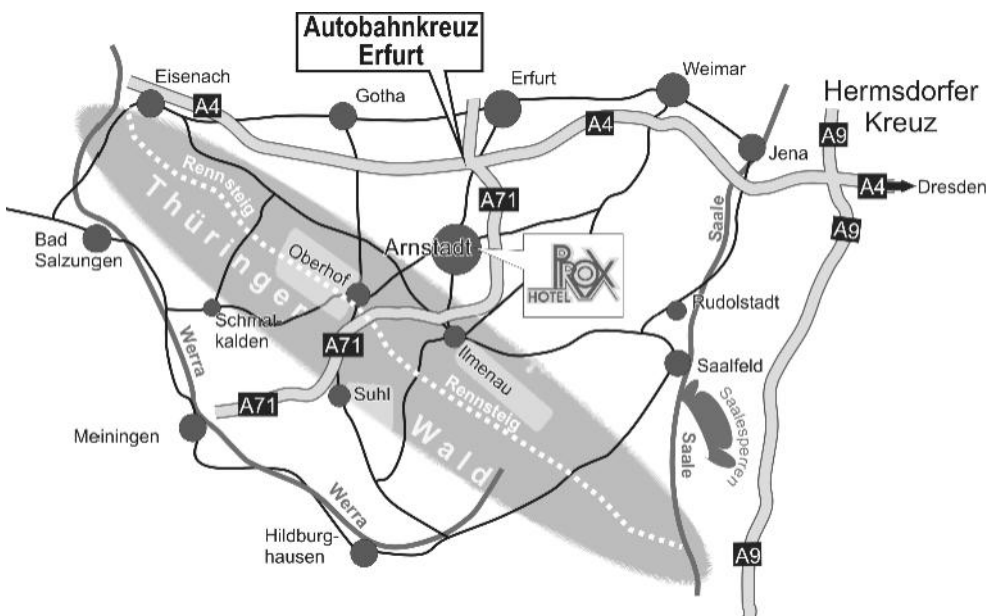 Autobahnkreuz
Erfurt
Eisenach
A4
Gotha
Erfurt
Weimar
Hermsdorfer
Kreuz
A4
A9
Jena
A4
Dresden
Rennsteig
A71
Saale
A9
Thüringer
Bad
Salzungen
Arnstadt
Oberhof
PROX
HOTEL
Rudolstadt
Schmal-
kalden
Werra
A71
Ilmenau
Saalfeld
A71
Suhl
Rennsteig
Saalesperren
Meiningen
Wald
Saale
Werra
Hildburg-
hausen
A9